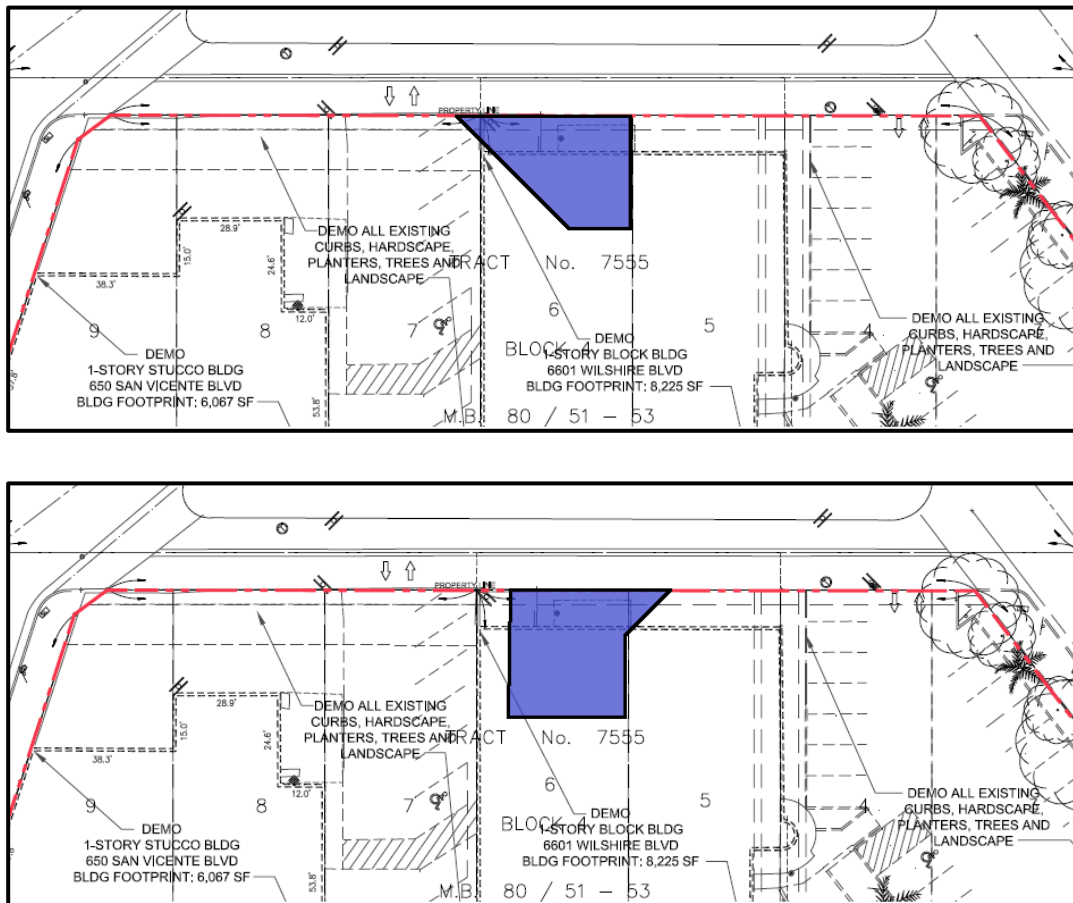 PROPERTY LINE
28.9'
15.0'
24.6'
38.3'
12.0'
DEMO ALL EXISTING
CURBS, HARDSCAPE,
PLANTERS, TREES AND
LANDSCAPE
TRACT No. 7555
9
8
7
6
5
4
DEMO
1-STORY STUCCO BLDG
650 SAN VICENTE BLVD
BLDG FOOTPRINT: 6,067 SF
53.8'
BLOCK 4
DEMO
1-STORY BLOCK BLDG
6601 WILSHIRE BLVD
BLDG FOOTPRINT: 8,225 SF
DEMO ALL EXISTING
CURBS, HARDSCAPE,
PLANTERS, TREES AND
LANDSCAPE
M.B. 80 / 51 - 53
PROPERTY LINE
28.9'
15.0'
24.6'
38.3'
12.0'
DEMO ALL EXISTING
CURBS, HARDSCAPE,
PLANTERS, TREES AND
LANDSCAPE
TRACT No. 7555
9
8
7
6
5
4
DEMO
1-STORY STUCCO BLDG
650 SAN VICENTE BLVD
BLDG FOOTPRINT: 6,067 SF
53.8'
BLOCK 4
DEMO
1-STORY BLOCK BLDG
6601 WILSHIRE BLVD
BLDG FOOTPRINT: 8,225 SF
DEMO ALL EXISTING
CURBS, HARDSCAPE,
PLANTERS, TREES AND
LANDSCAPE
M.B. 80 / 51 - 53